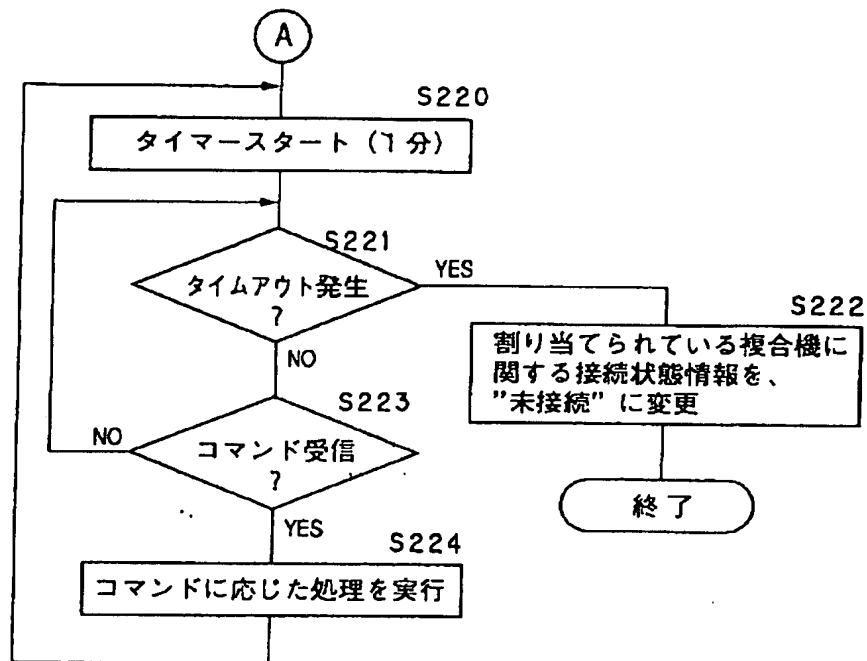 A
S220
タイマースタート（1分）
S221
タイムアウト発生
?
YES
S222
割り当てられている複合機に
関する接続状態情報を、
”未接続”に変更
NO
S223
NO
コマンド受信
?
終了
YES
S224
コマンドに応じた処理を実行